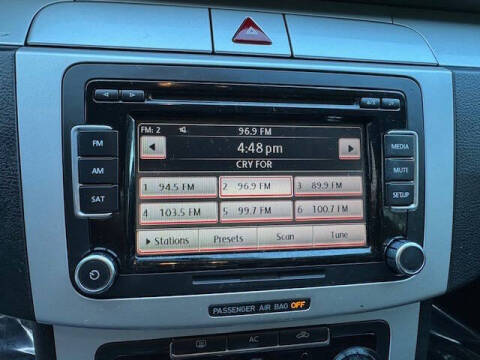 FM: 2 96.9 FM
4:48 pm
CRY FOR
FM
AM
SAT
MEDIA
MUTE
SETUP
1 94.5 FM 2 96.9 FM 3 89.9 FM
4 103.5 FM 5 99.7 FM 6 100.7 FM
Stations Presets Scan Tune
PASSENGER AIR BAG OFF
AC